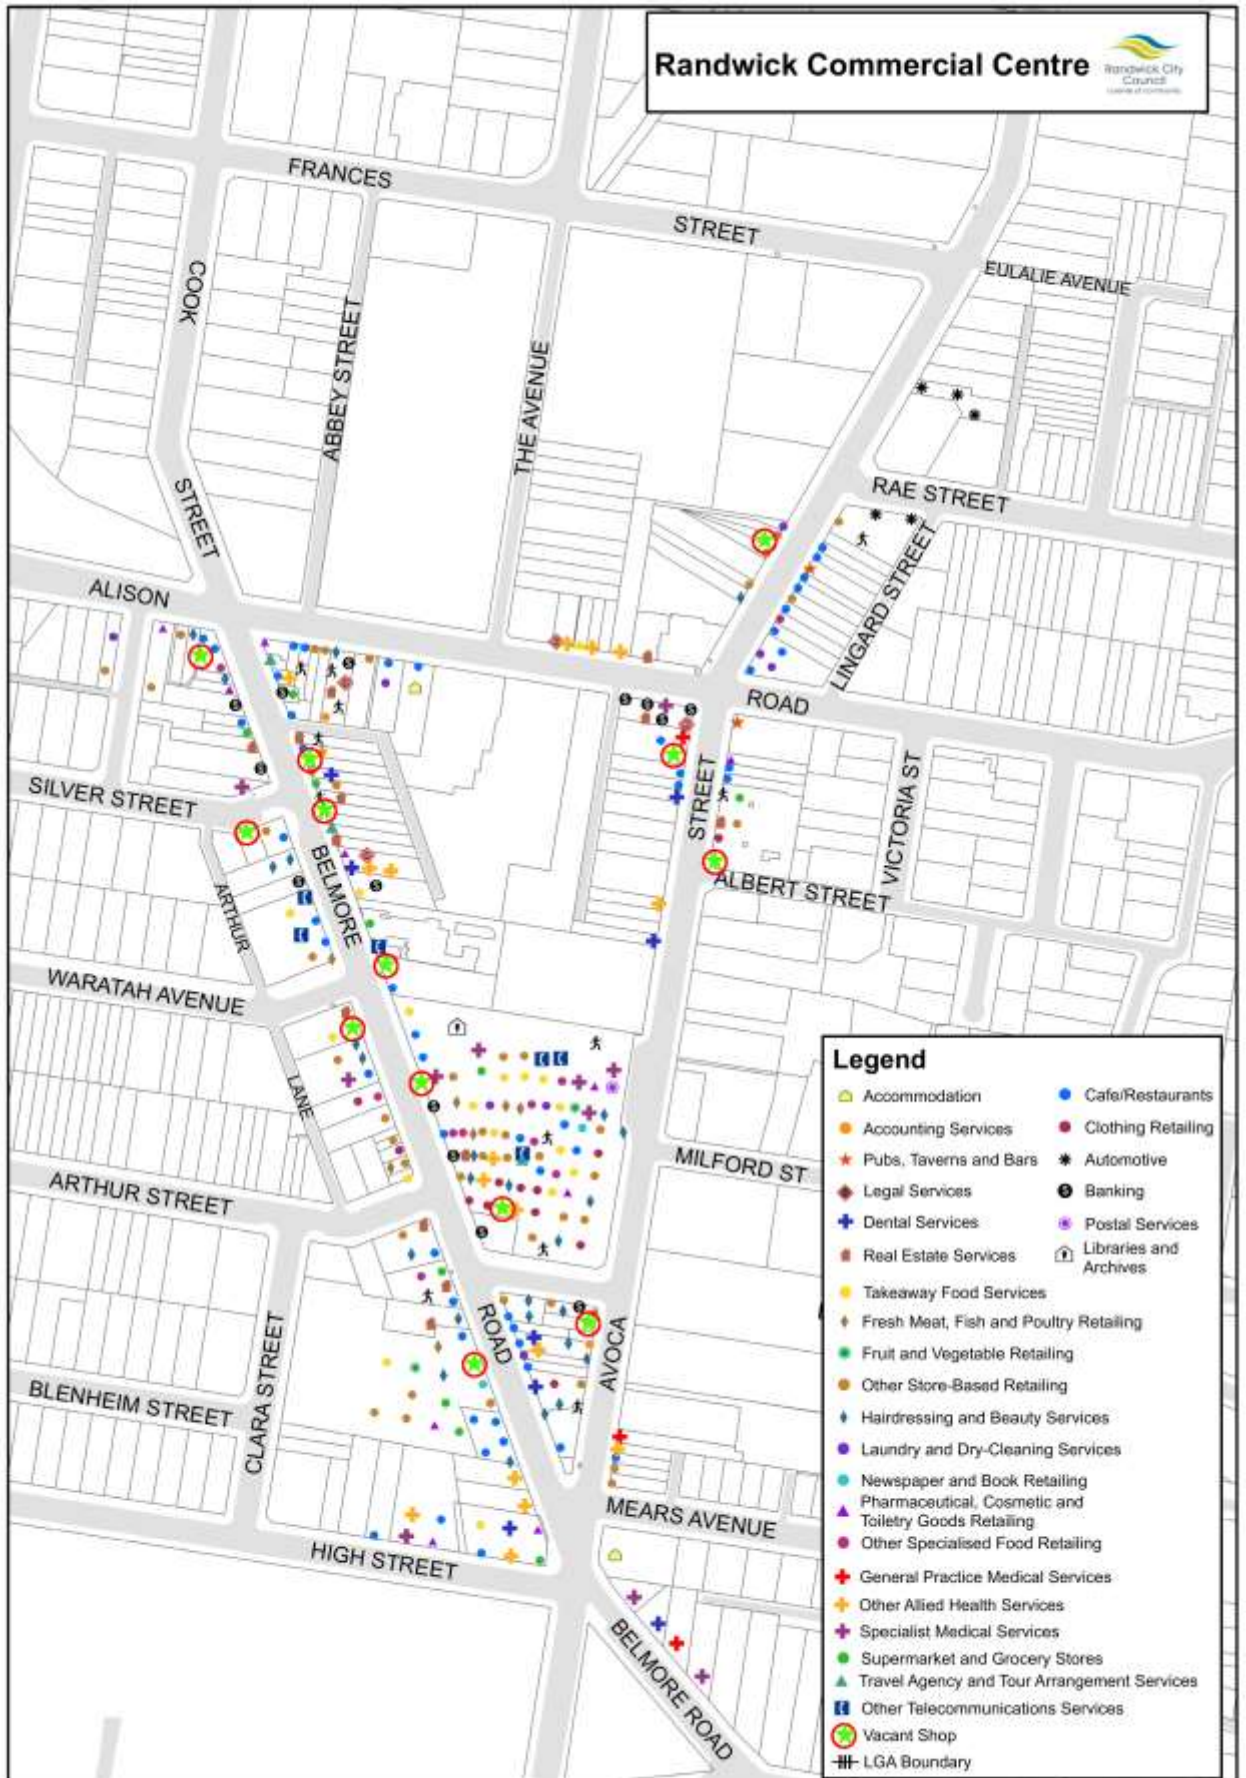 Randwick Commercial Centre
Randwick City
Council
FRANCES
STREET
EULALIE AVENUE
COOK
ABBEY STREET
THE AVENUE
RAE STREET
STREET
LINGARD STREET
ALISON
ROAD
SILVER STREET
STREET
VICTORIA ST
BELMORE
ALBERT STREET
ARTHUR
WARATAH AVENUE
LANE
MILFORD ST
ARTHUR STREET
ROAD
AVOCA
CLARA STREET
BLENHEIM STREET
MEARS AVENUE
HIGH STREET
BELMORE ROAD
Legend
Accommodation
Accounting Services
Pubs, Taverns and Bars
Legal Services
Dental Services
Real Estate Services
Cafe/Restaurants
Clothing Retailing
Automotive
Banking
Postal Services
Libraries and
Archives
Takeaway Food Services
Fresh Meat, Fish and Poultry Retailing
Fruit and Vegetable Retailing
Other Store-Based Retailing
Hairdressing and Beauty Services
Laundry and Dry-Cleaning Services
Newspaper and Book Retailing
Pharmaceutical, Cosmetic and
Toiletry Goods Retailing
Other Specialised Food Retailing
General Practice Medical Services
Other Allied Health Services
Specialist Medical Services
Supermarket and Grocery Stores
Travel Agency and Tour Arrangement Services
Other Telecommunications Services
Vacant Shop
LGA Boundary